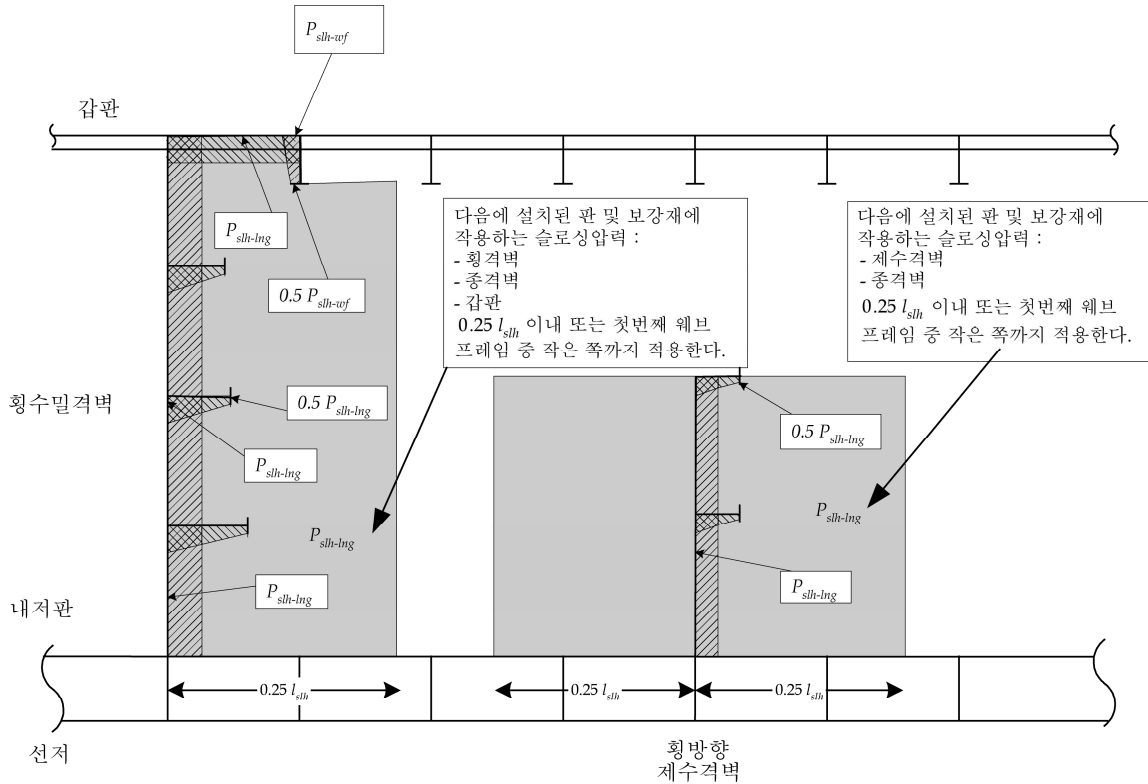 P_slh-wf
갑판
P_slh-lng
0.5 P_slh-wf
다음에 설치된 판 및 보강재에
작용하는 슬로싱압력 :
- 횡격벽
- 종격벽
- 갑판
0.25 l_slh 이내 또는 첫번째 웨브
프레임 중 작은 쪽까지 적용한다.
다음에 설치된 판 및 보강재에
작용하는 슬로싱압력 :
- 제수격벽
- 종격벽
0.25 l_slh 이내 또는 첫번째 웨브
프레임 중 작은 쪽까지 적용한다.
횡수밀격벽
0.5 P_slh-lng
P_slh-lng
0.5 P_slh-lng
P_slh-lng
P_slh-lng
P_slh-lng
P_slh-lng
내저판
0.25 l_slh
0.25 l_slh
0.25 l_slh
선저
횡방향
제수격벽